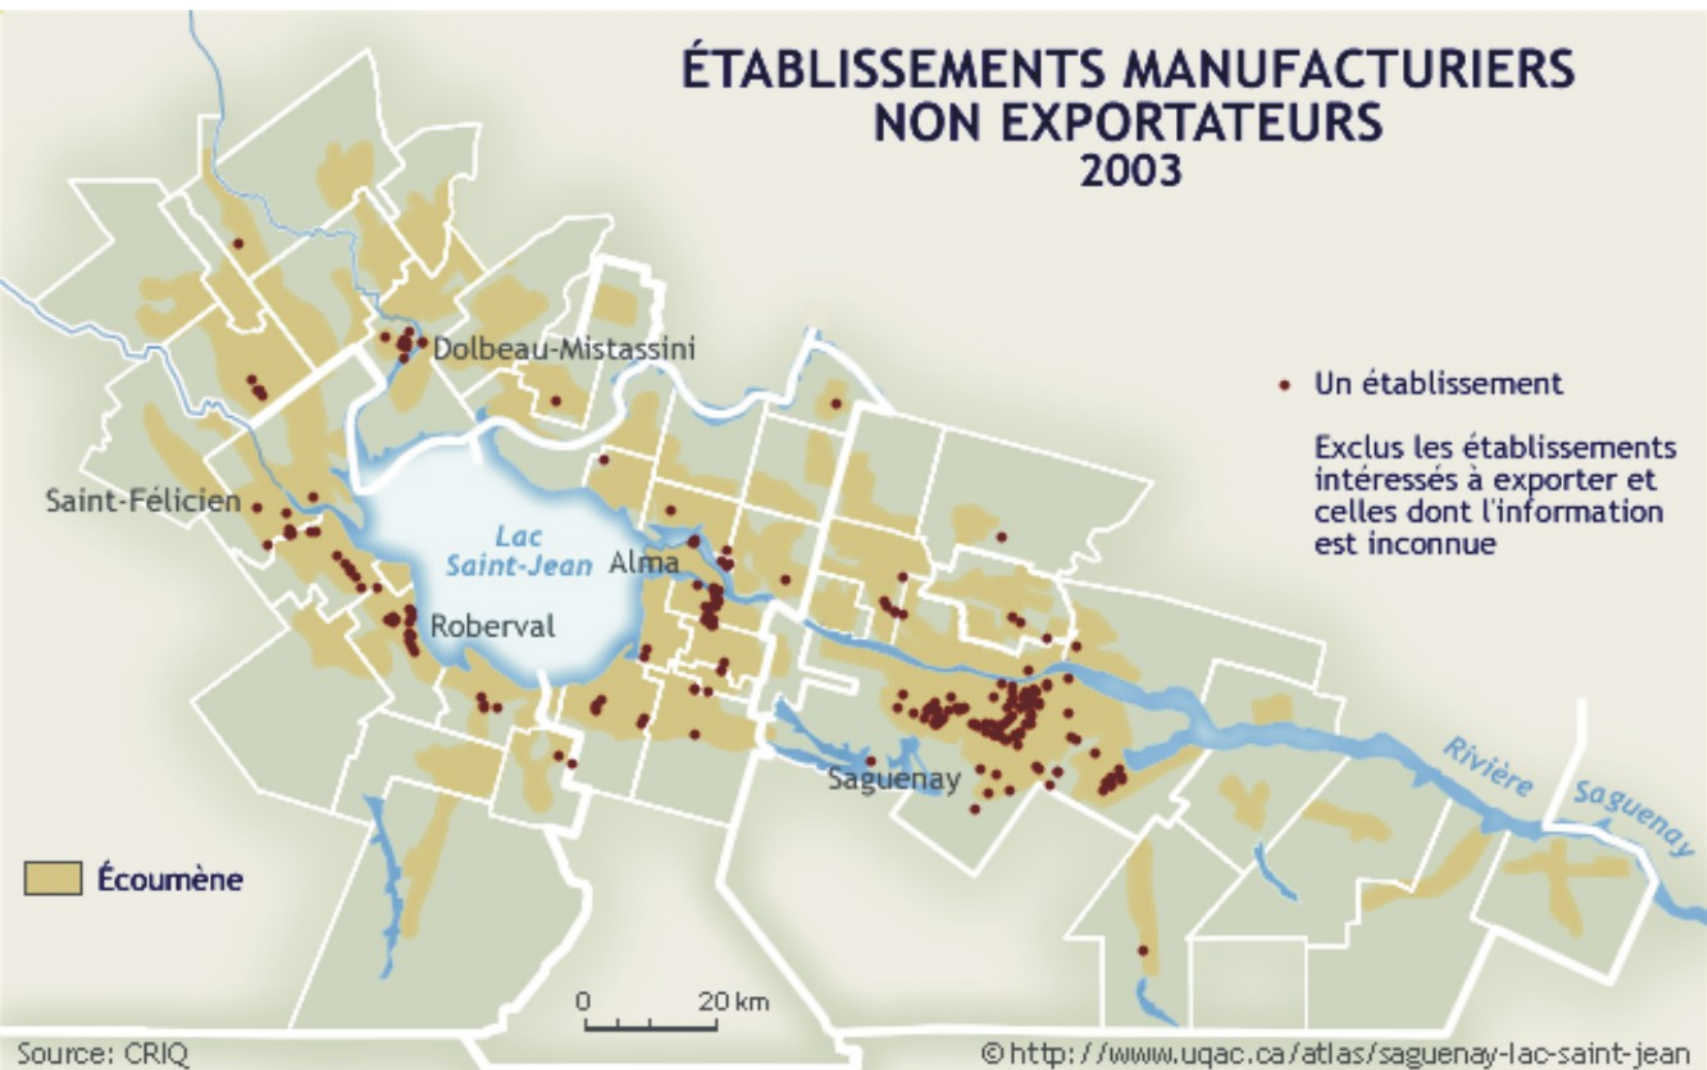 ÉTABLISSEMENTS MANUFACTURIERS
NON EXPORTATEURS
2003
Dolbeau-Mistassini
Un établissement
Exclus les établissements
intéressés à exporter et
celles dont l'information
est inconnue
Saint-Félicien
Lac
Saint-Jean
Alma
Roberval
Saguenay
Rivière
Saguenay
Écoumène
0
20 km
Source: CRIQ
©http://www.uqac.ca/atlas/saguenay-lac-saint-jean